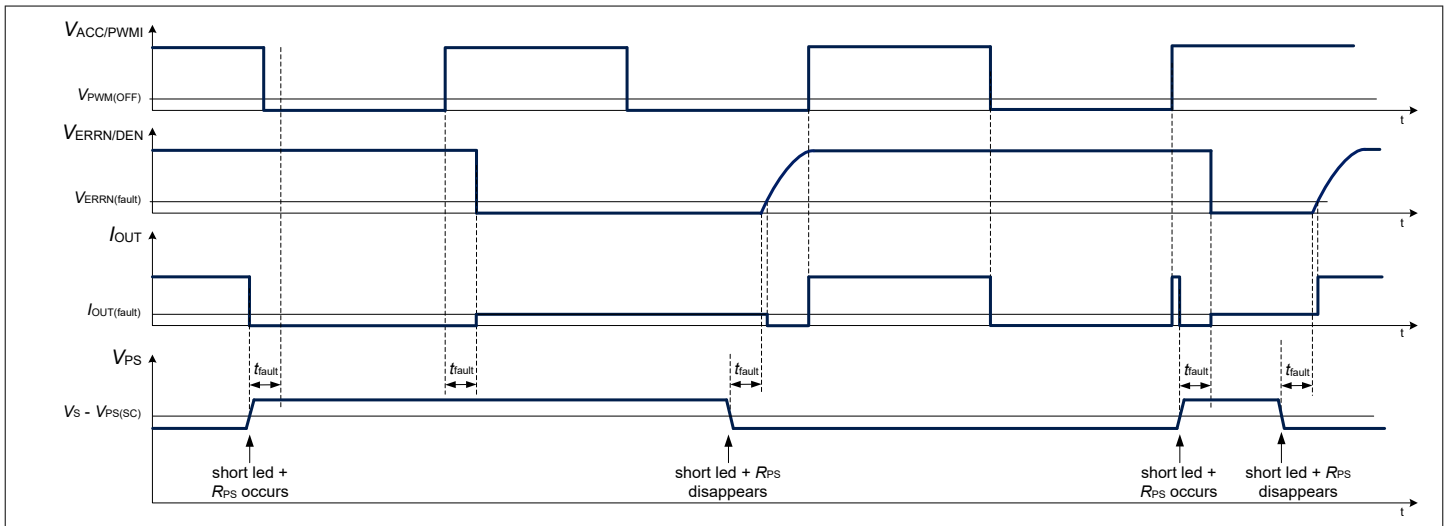 VACC/PWMI
VPWM(OFF)
t
VERRN/DEN
VERRN(fault)
t
IOUT
IOUT(fault)
t
VPS
tfault
tfault
tfault
tfault
tfault
VS - VPS(SC)
short led +
RPS occurs
short led + RPS
disappears
short led +
RPS occurs
short led + RPS
disappears
t